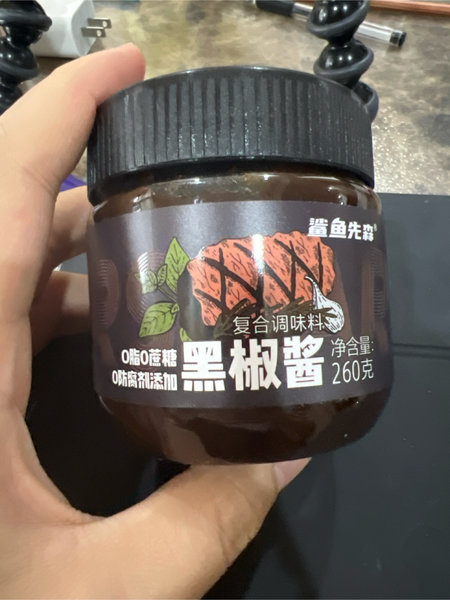 鲨鱼先森®
复合调味料
0脂0蔗糖
0防腐剂添加
黑椒酱
净含量:
260克